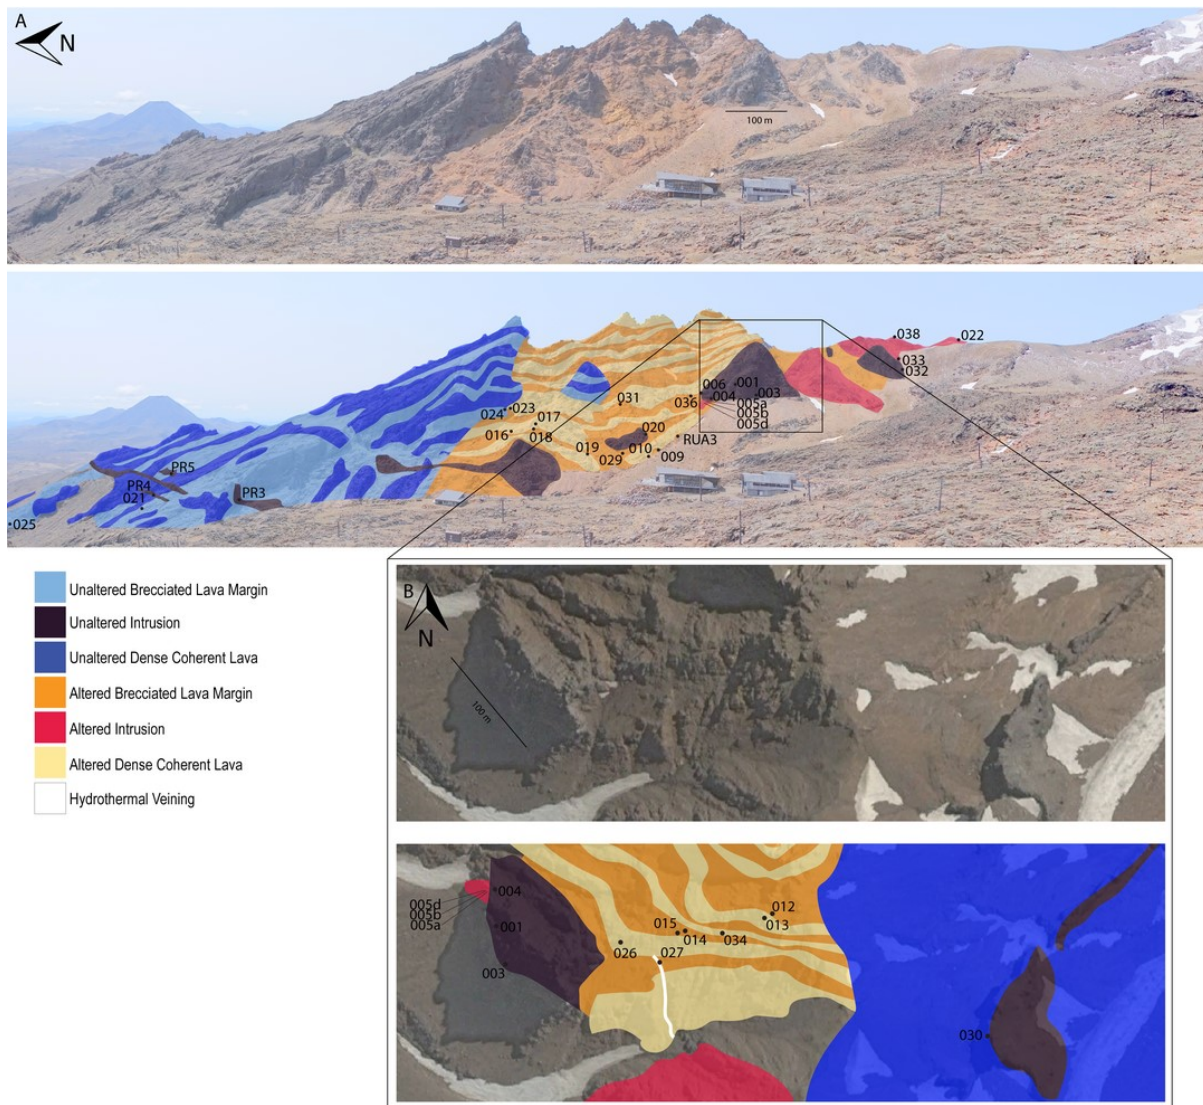 A
N
100 m
038
022
033
032
006
001
004
003
005a
005b
005d
036
031
023
024
017
016
018
020
019
010
029
009
RUA3
PR5
PR4
021
PR3
025
Unaltered Brecciated Lava Margin
Unaltered Intrusion
Unaltered Dense Coherent Lava
Altered Brecciated Lava Margin
Altered Intrusion
Altered Dense Coherent Lava
Hydrothermal Veining
B
N
100 m
004
005d
005b
005a
001
003
012
013
015
014
034
026
027
030